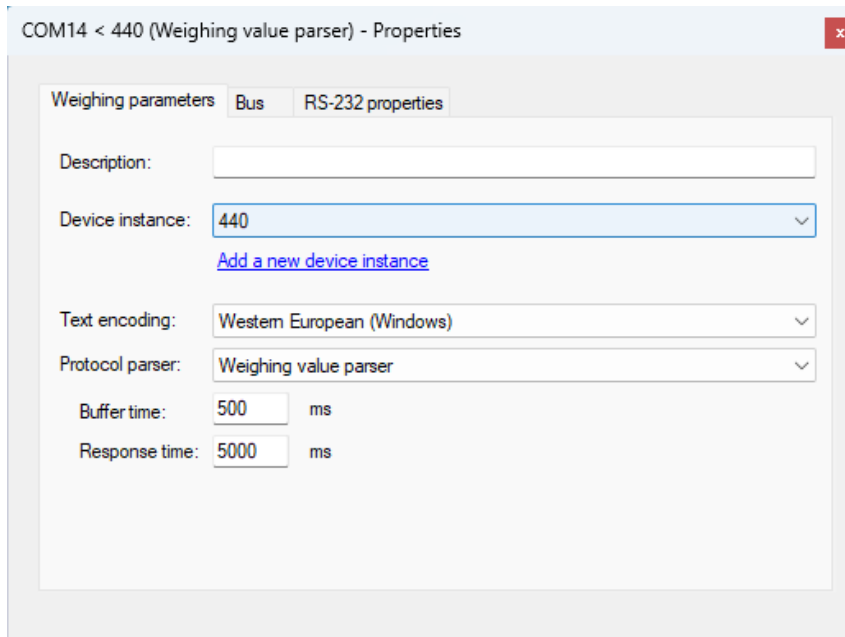 COM14 < 440 (Weighing value parser) - Properties
x
Weighing parameters Bus RS-232 properties
Description:
Device instance: 440
Add a new device instance
Text encoding: Western European (Windows)
Protocol parser: Weighing value parser
Buffer time: 500 ms
Response time: 5000 ms